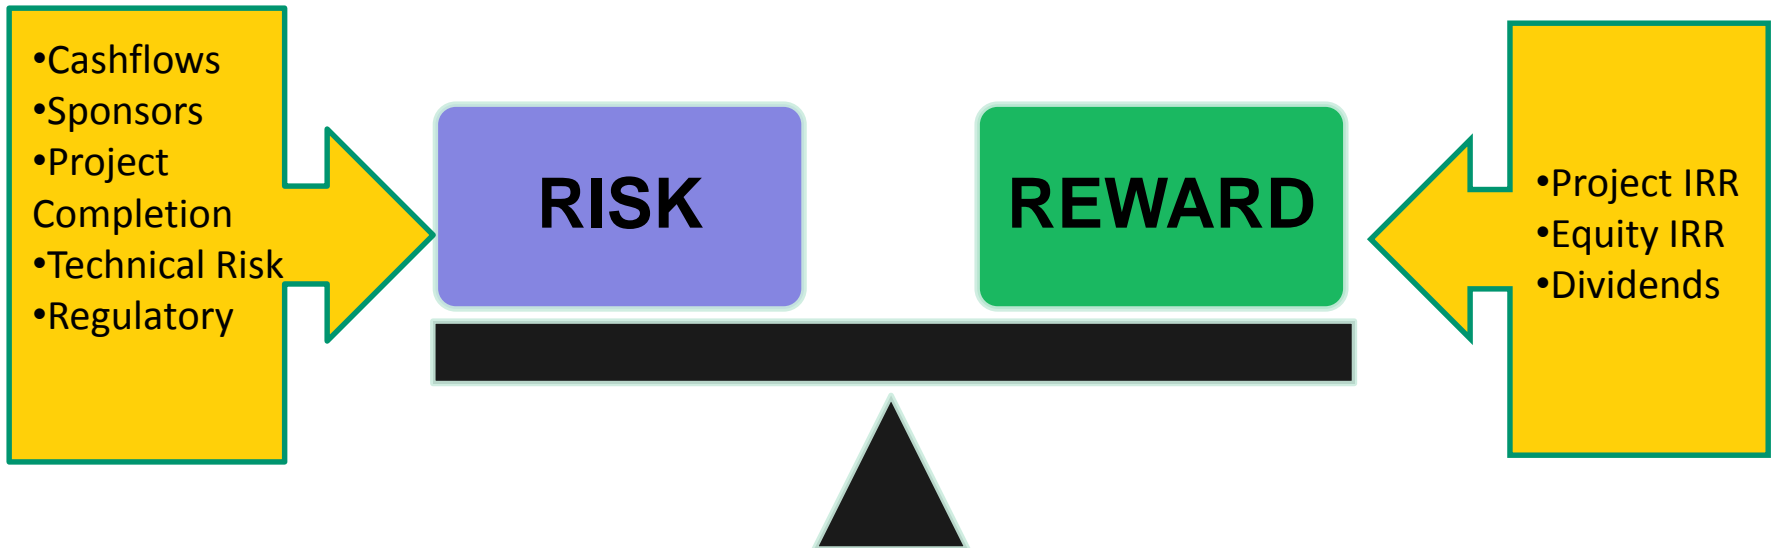 •Cashflows
•Sponsors
•Project
Completion
•Technical Risk
•Regulatory
RISK
REWARD
•Project IRR
•Equity IRR
•Dividends